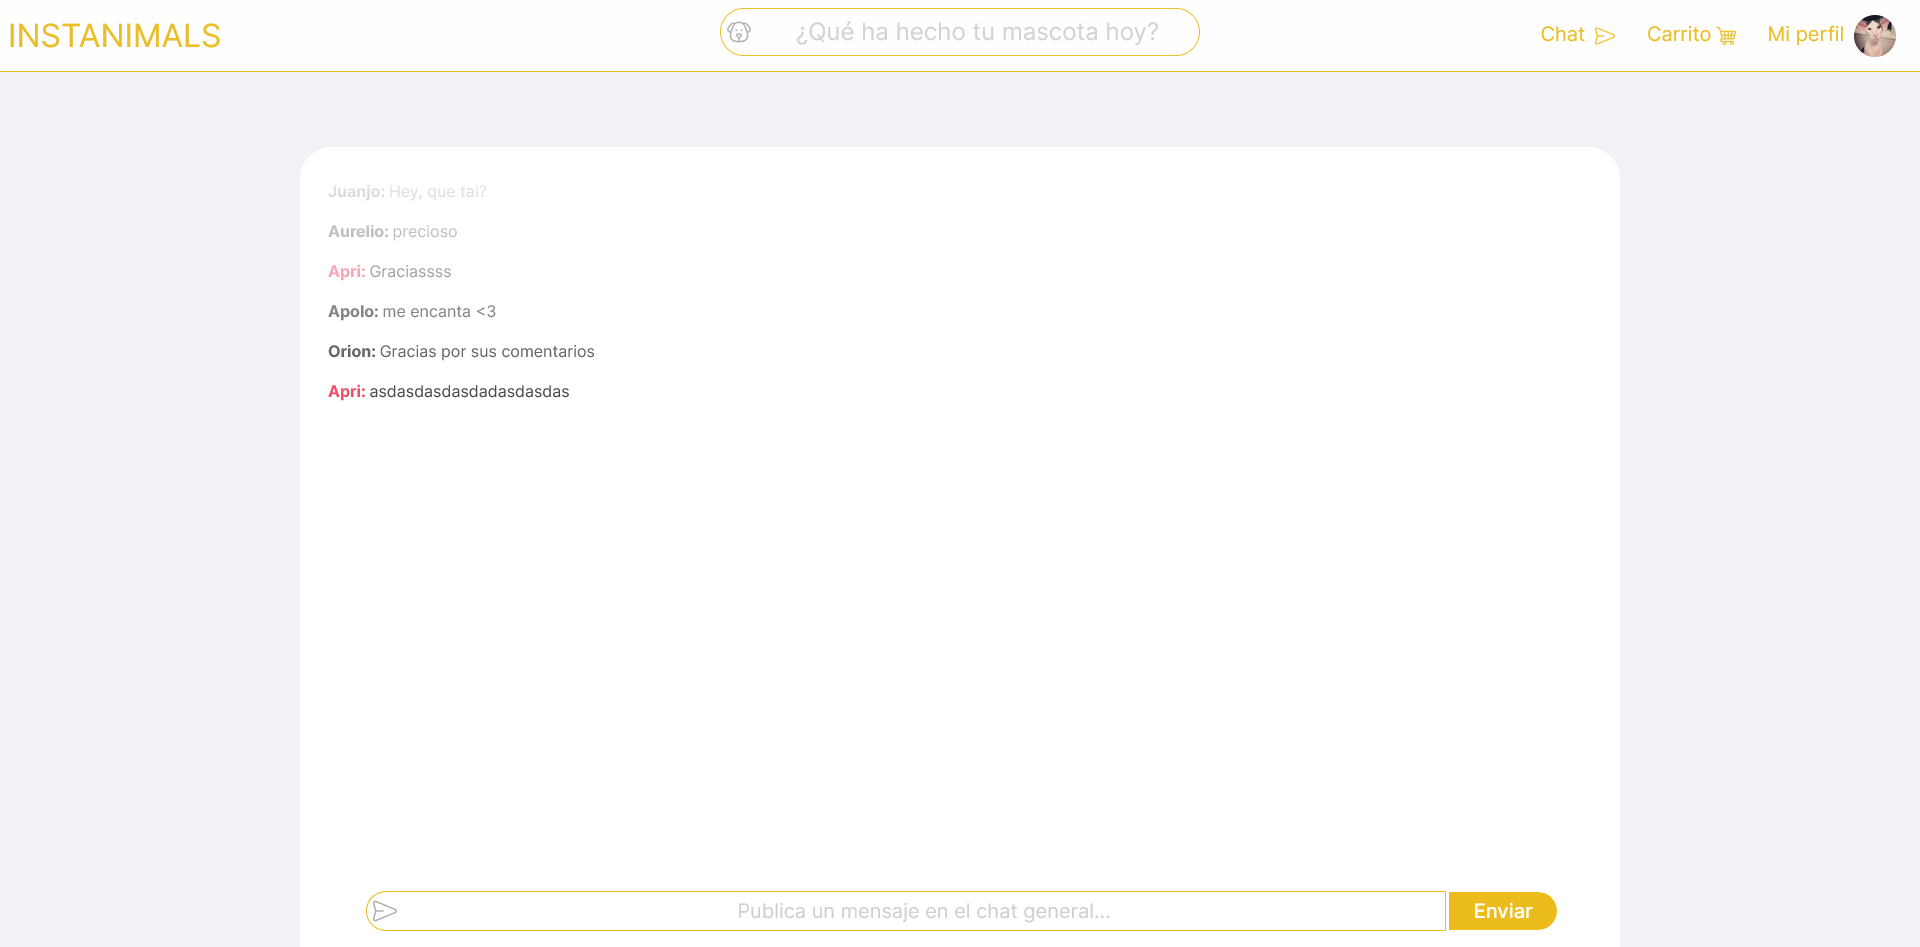 INSTANIMALS
¿Qué ha hecho tu mascota hoy?
Chat
Carrito
Mi perfil
Juanjo: Hey, que tal?
Aurelio: precioso
Apri: Graciassss
Apolo: me encanta <3
Orion: Gracias por sus comentarios
Apri: asdasdasdasdadasdasdas
Publica un mensaje en el chat general...
Enviar